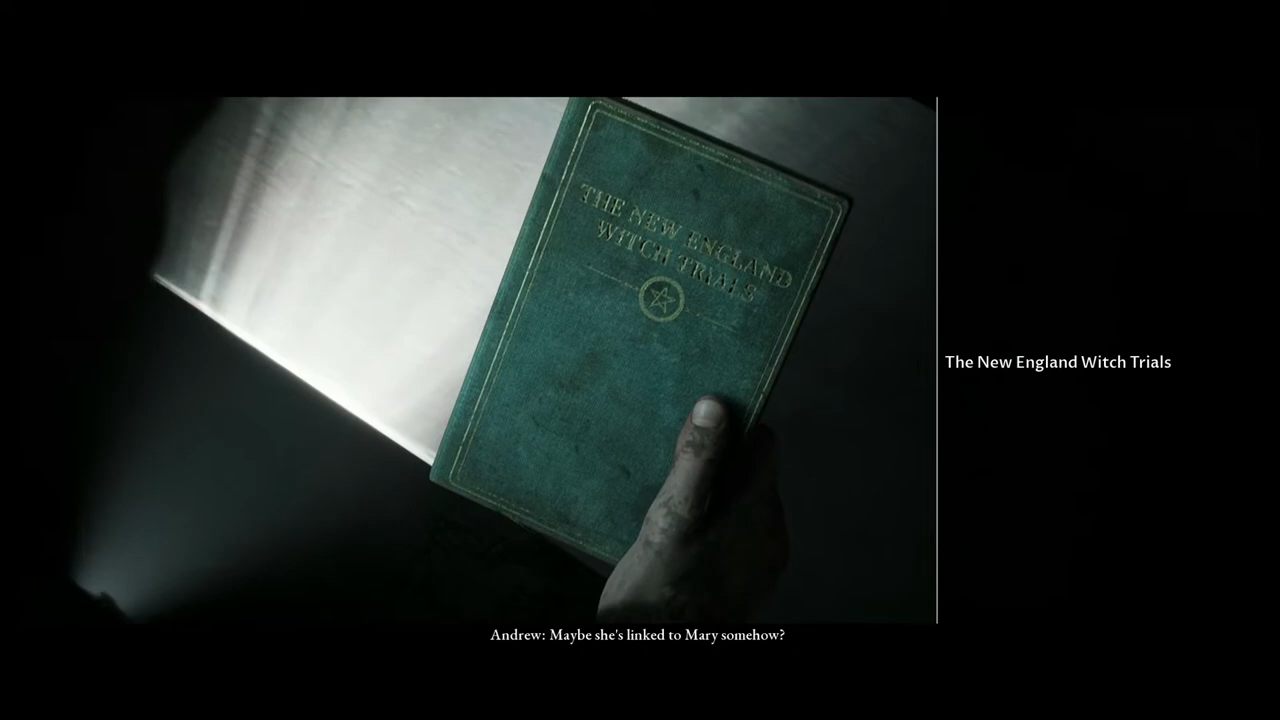 THE NEW ENGLAND
WITCH TRIALS
The New England Witch Trials
Andrew: Maybe she's linked to Mary somehow?